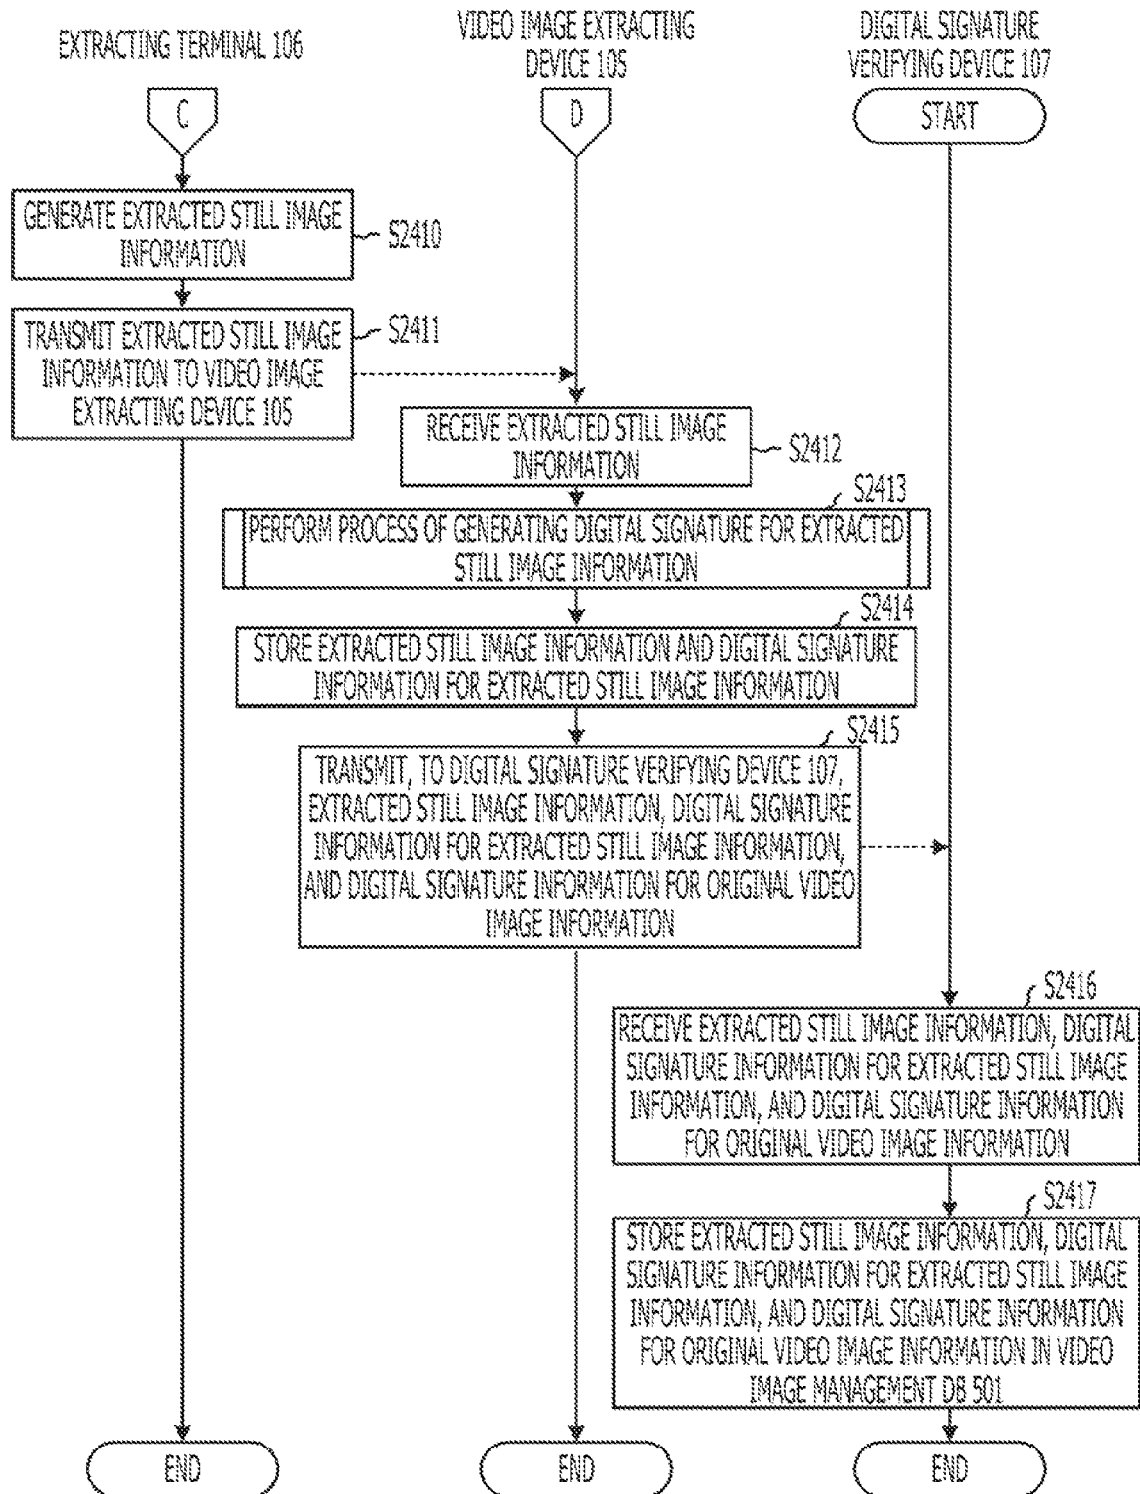 EXTRACTING TERMINAL 106
VIDEO IMAGE EXTRACTING
DEVICE 105
DIGITAL SIGNATURE
VERIFYING DEVICE 107
C
D
START
GENERATE EXTRACTED STILL IMAGE
INFORMATION
S2410
TRANSMIT EXTRACTED STILL IMAGE
INFORMATION TO VIDEO IMAGE
EXTRACTING DEVICE 105
S2411
RECEIVE EXTRACTED STILL IMAGE
INFORMATION
S2412
S2413
PERFORM PROCESS OF GENERATING DIGITAL SIGNATURE FOR EXTRACTED
STILL IMAGE INFORMATION
S2414
STORE EXTRACTED STILL IMAGE INFORMATION AND DIGITAL SIGNATURE
INFORMATION FOR EXTRACTED STILL IMAGE INFORMATION
S2415
TRANSMIT, TO DIGITAL SIGNATURE VERIFYING DEVICE 107,
EXTRACTED STILL IMAGE INFORMATION, DIGITAL SIGNATURE
INFORMATION FOR EXTRACTED STILL IMAGE INFORMATION,
AND DIGITAL SIGNATURE INFORMATION FOR ORIGINAL VIDEO
IMAGE INFORMATION
S2416
RECEIVE EXTRACTED STILL IMAGE INFORMATION, DIGITAL
SIGNATURE INFORMATION FOR EXTRACTED STILL IMAGE
INFORMATION, AND DIGITAL SIGNATURE INFORMATION
FOR ORIGINAL VIDEO IMAGE INFORMATION
S2417
STORE EXTRACTED STILL IMAGE INFORMATION, DIGITAL
SIGNATURE INFORMATION FOR EXTRACTED STILL IMAGE
INFORMATION, AND DIGITAL SIGNATURE INFORMATION
FOR ORIGINAL VIDEO IMAGE INFORMATION IN VIDEO
IMAGE MANAGEMENT DB 501
END
END
END